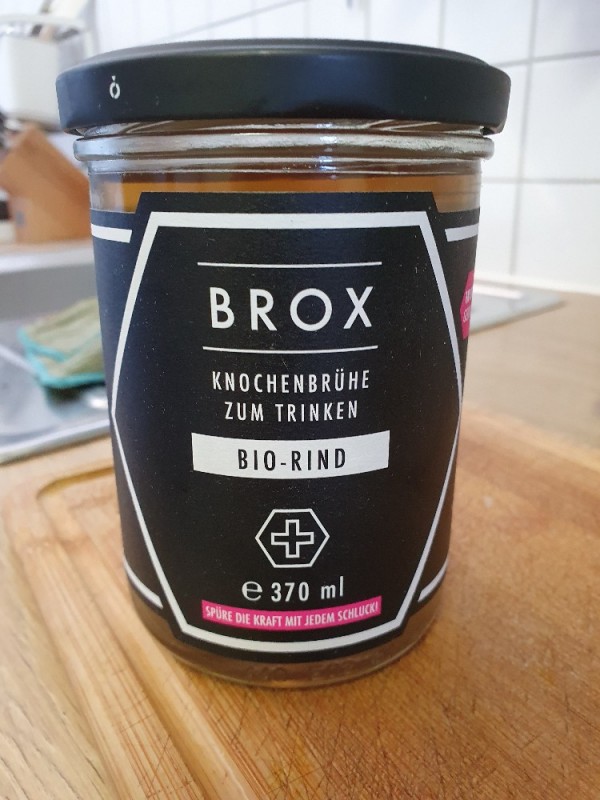 BROX
KNOCHENBRÜHE
ZUM TRINKEN
BIO-RIND
℮ 370 ml
SPÜRE DIE KRAFT MIT JEDEM SCHLUCK!